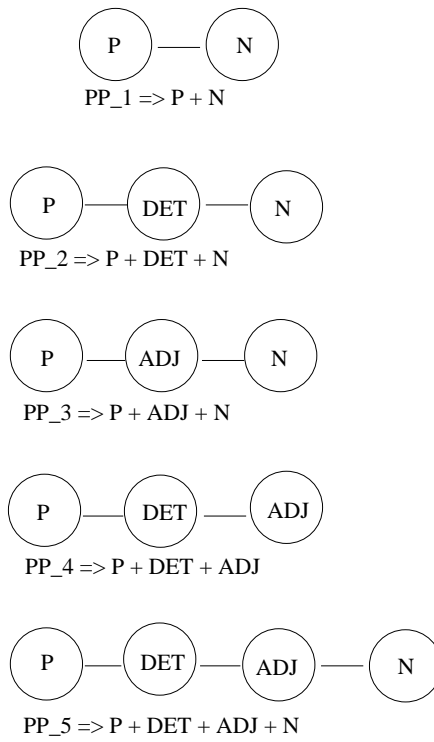 P N
PP_1 => P + N
P DET N
PP_2 => P + DET + N
P ADJ N
PP_3 => P + ADJ + N
P DET ADJ
PP_4 => P + DET + ADJ
P DET ADJ N
PP_5 => P + DET + ADJ + N